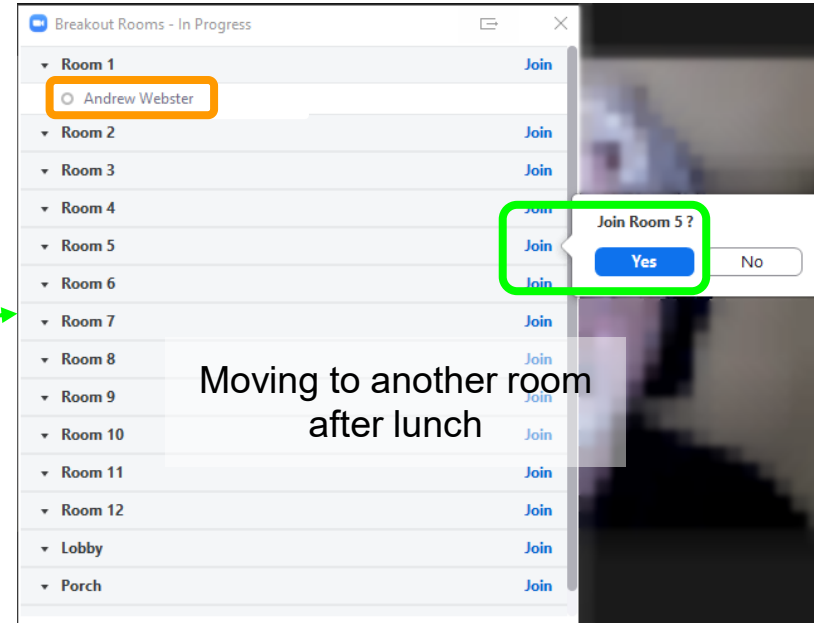 Breakout Rooms - In Progress
Room 1 Join
Andrew Webster
Room 2 Join
Room 3 Join
Room 4 Join
Join Room 5 ?
Room 5 Join
Yes No
Room 6 Join
Room 7 Join
Room 8 Join
Moving to another room
Room 9 Join
after lunch
Room 10 Join
Room 11 Join
Room 12 Join
Lobby Join
Porch Join